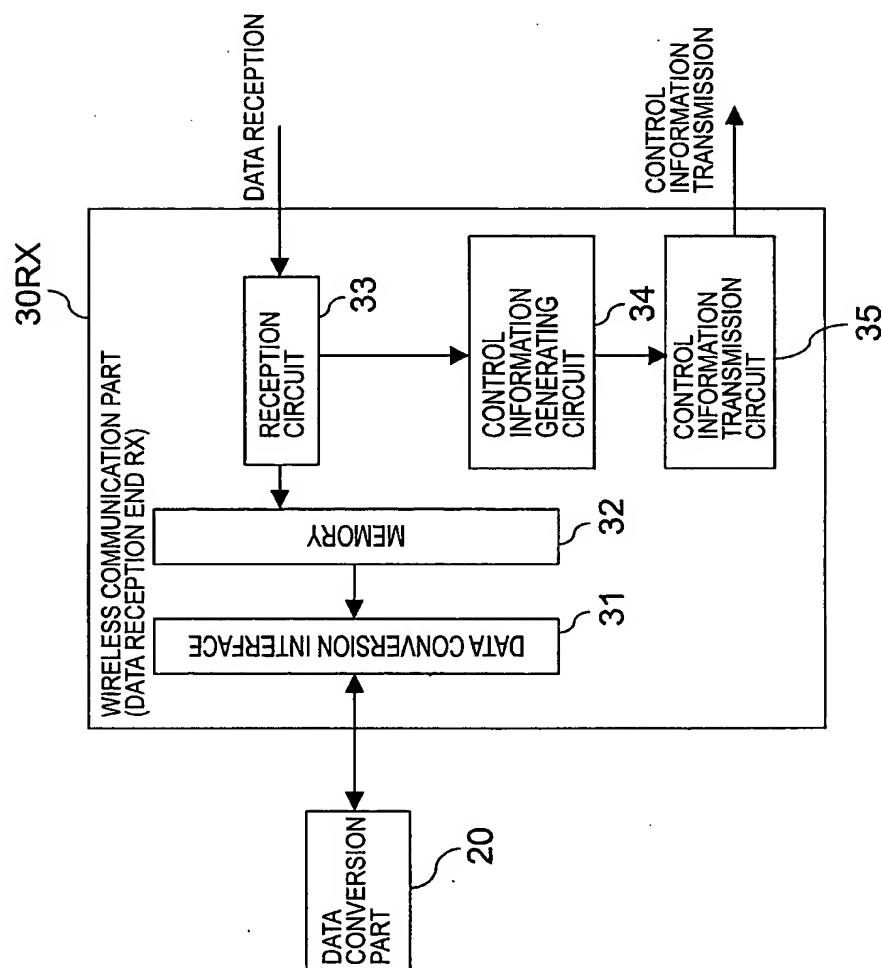 30RX
WIRELESS COMMUNICATION PART
(DATA RECEPTION END RX)
DATA
CONVERSION
PART
20
DATA CONVERSION INTERFACE
31
MEMORY
32
RECEPTION
CIRCUIT
33
DATA RECEPTION
CONTROL
INFORMATION
GENERATING
CIRCUIT
34
CONTROL
INFORMATION
TRANSMISSION
CIRCUIT
35
CONTROL
INFORMATION
TRANSMISSION